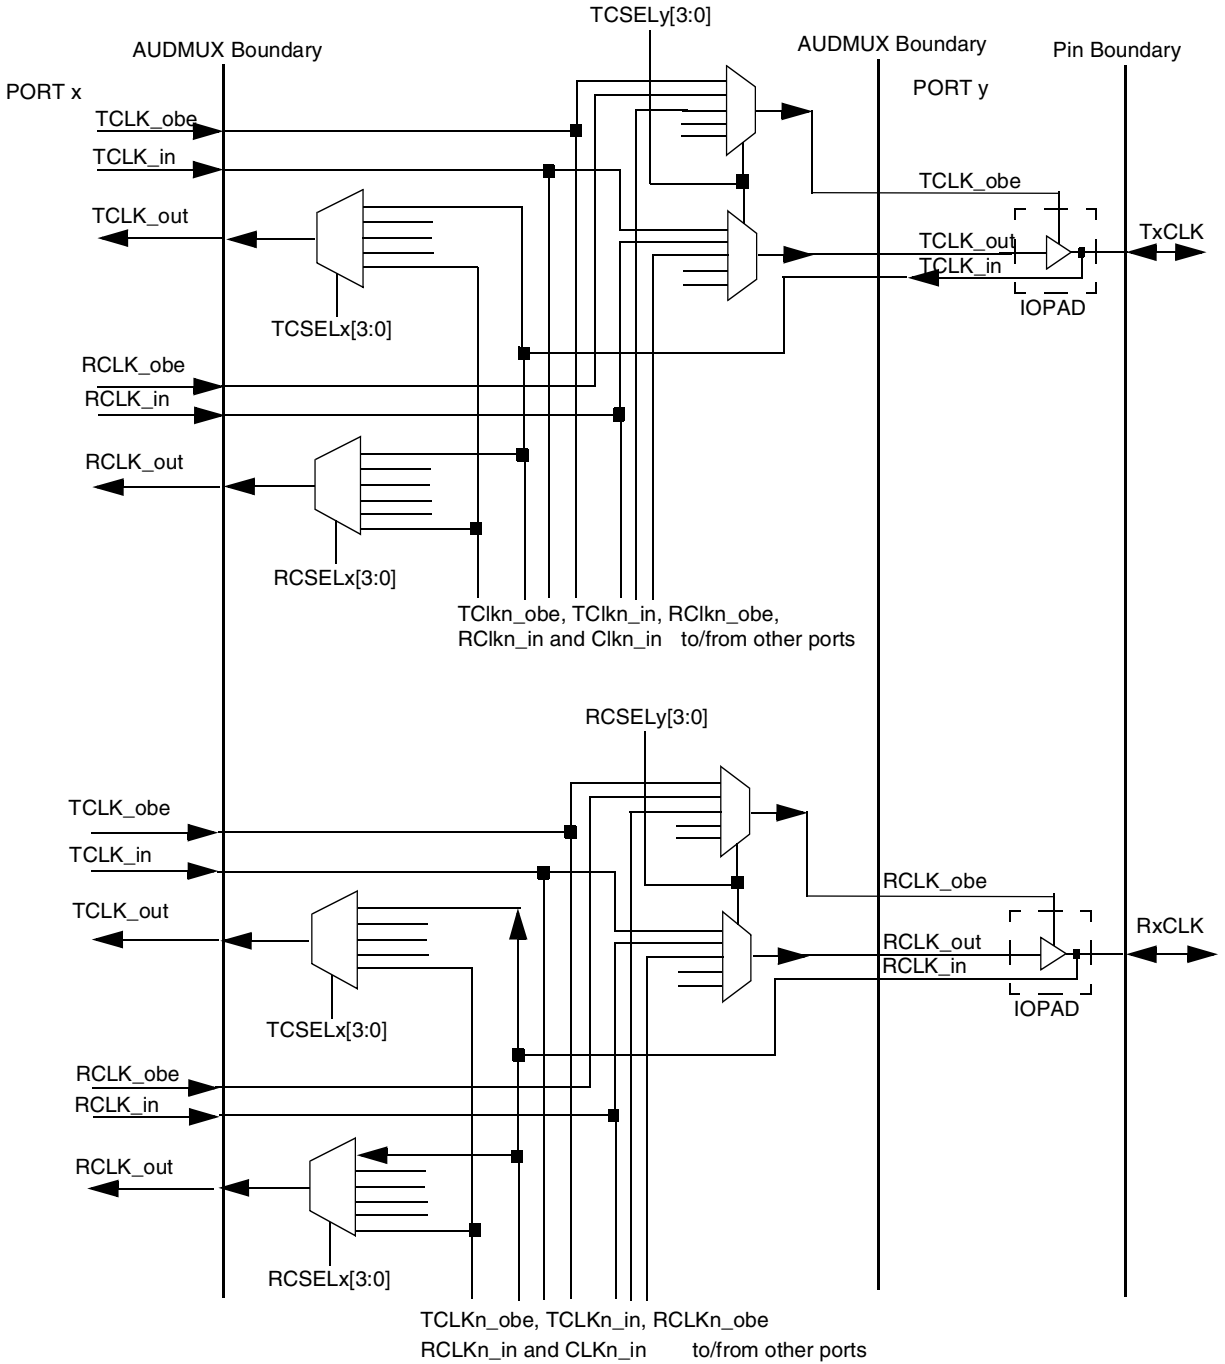 TCSELy[3:0]
AUDMUX Boundary
AUDMUX Boundary
Pin Boundary
PORT x
PORT y
TCLK_obe
TCLK_in
TCLK_obe
TCLK_out
TCLK_out
TxCLK
TCLK_in
IOPAD
TCSELx[3:0]
RCLK_obe
RCLK_in
RCLK_out
RCSELx[3:0]
TClkn_obe, TClkn_in, RClkn_obe,
RClkn_in and Clkn_in to/from other ports
RCSELy[3:0]
TCLK_obe
TCLK_in
RCLK_obe
TCLK_out
RCLK_out
RxCLK
RCLK_in
IOPAD
TCSELx[3:0]
RCLK_obe
RCLK_in
RCLK_out
RCSELx[3:0]
TCLKn_obe, TCLKn_in, RCLKn_obe
RCLKn_in and CLKn_in to/from other ports